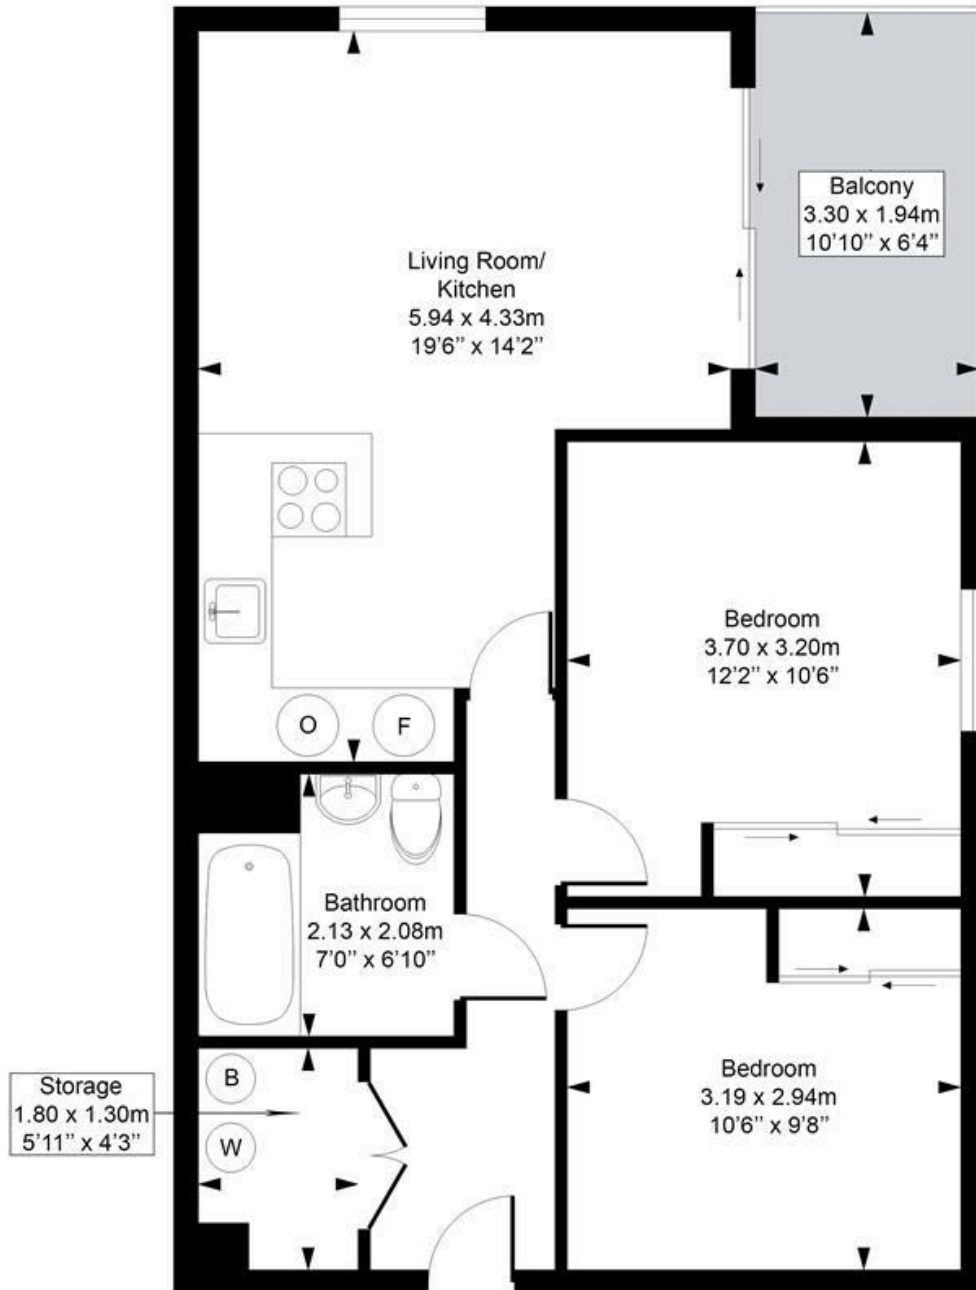 Balcony
3.30 x 1.94m
10'10'' x 6'4''
Living Room/
Kitchen
5.94 x 4.33m
19'6'' x 14'2''
Bedroom
3.70 x 3.20m
12'2'' x 10'6''
O
F
Bathroom
2.13 x 2.08m
7'0'' x 6'10''
Storage
1.80 x 1.30m
5'11'' x 4'3''
B
W
Bedroom
3.19 x 2.94m
10'6'' x 9'8''